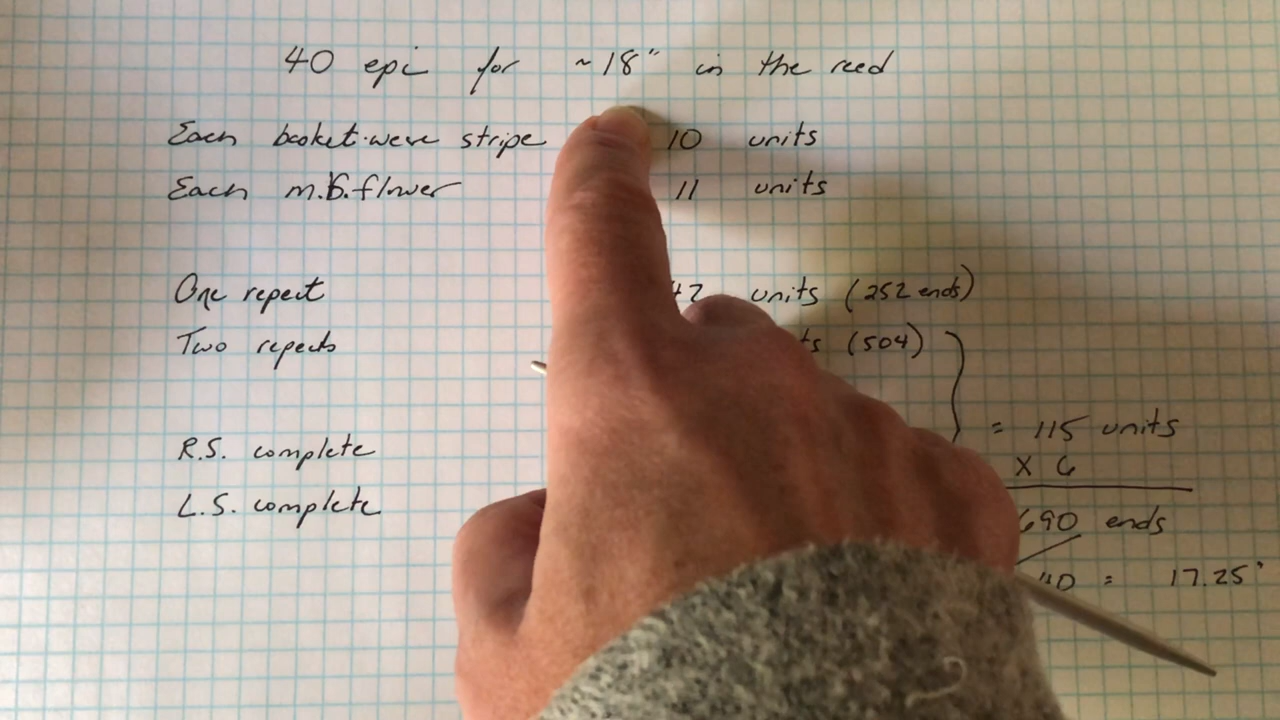 40 epi for ~18" in the reed
Each basket weave stripe 10 units
Each m.b.flower 11 units
One repeat 42 units (252 ends)
Two repeats (504)
= 115 units
R.S. complete
x 6
L.S. complete
690 ends
40 = 17.25"